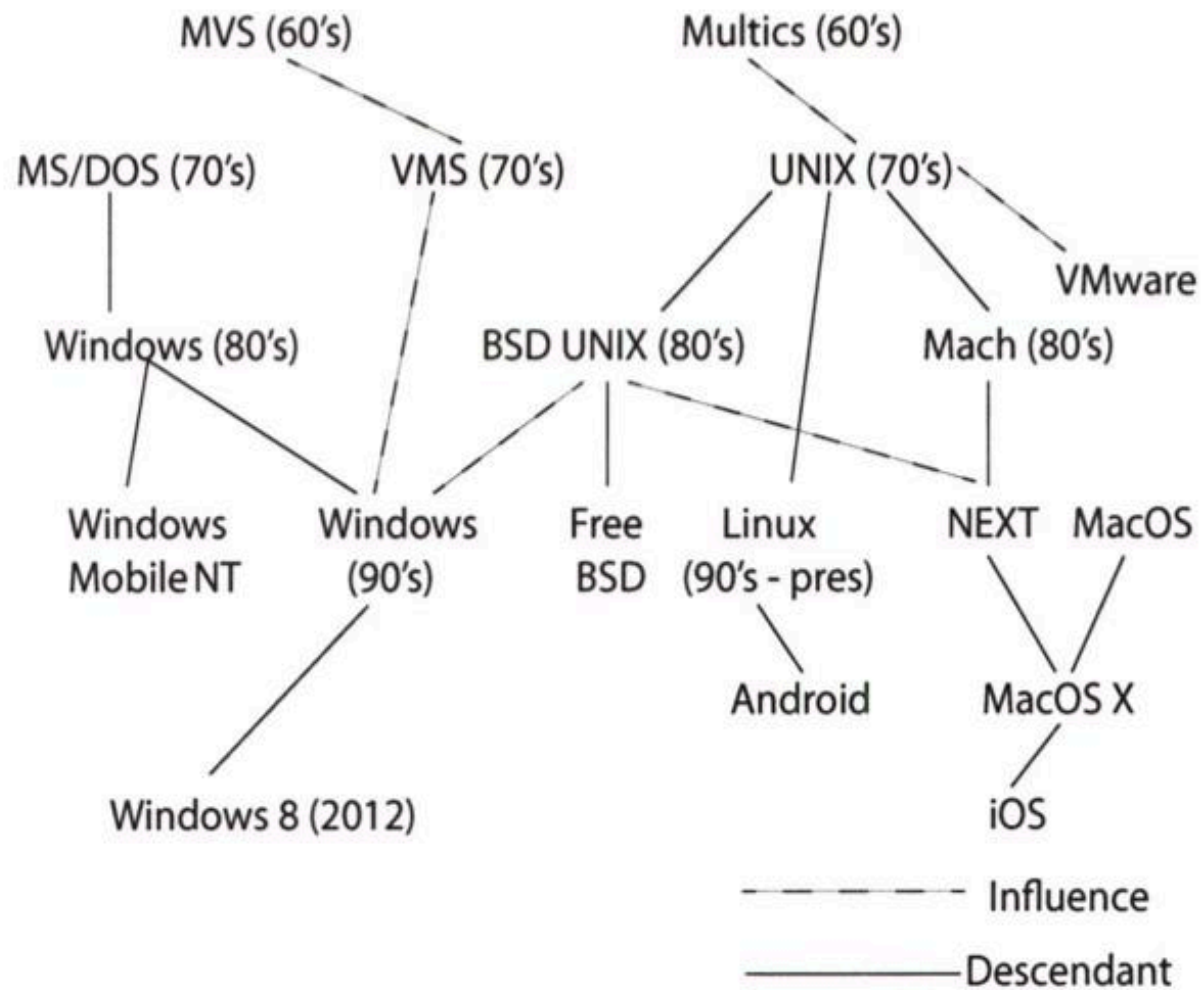 MVS (60's)
Multics (60's)
MS/DOS (70's)
VMS (70's)
UNIX (70's)
VMware
Windows (80's)
BSD UNIX (80's)
Mach (80's)
Windows
Mobile NT
Windows
(90's)
Free
BSD
Linux
(90's - pres)
NEXT
MacOS
Android
MacOS X
Windows 8 (2012)
iOS
Influence
Descendant